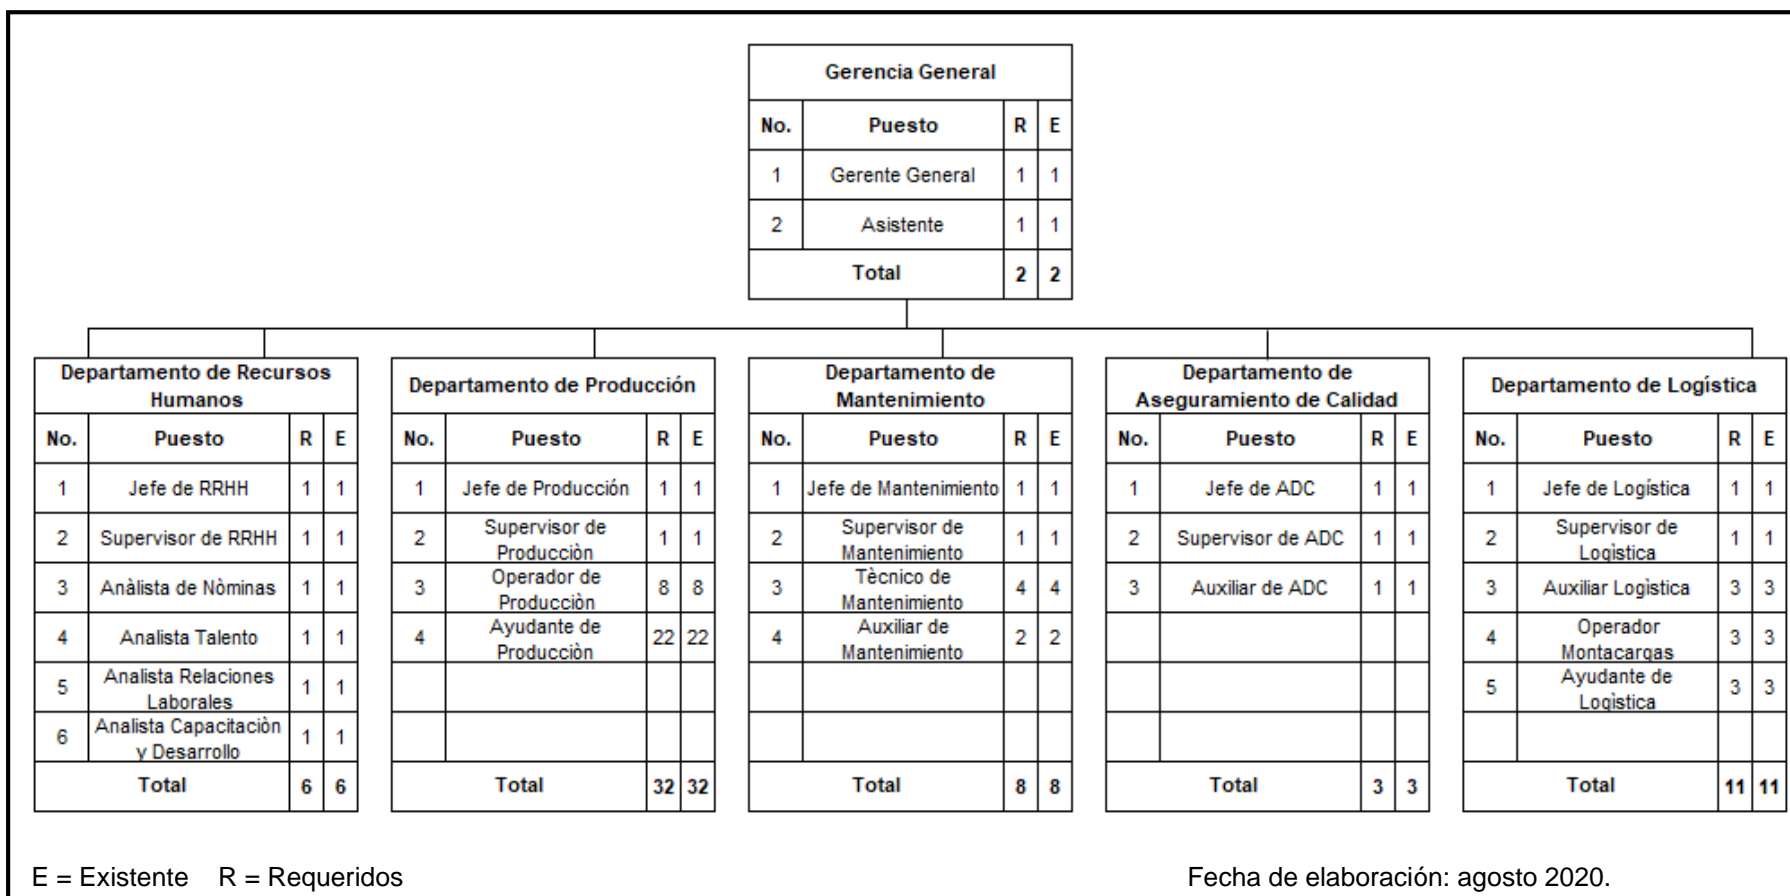 Gerencia General
No. Puesto R E
1 Gerente General 1 1
2 Asistente 1 1
Total 2 2
Departamento de Recursos
Humanos
No. Puesto R E
1 Jefe de RRHH 1 1
2 Supervisor de RRHH 1 1
3 Anàlista de Nòminas 1 1
4 Analista Talento 1 1
5 Analista Relaciones
Laborales 1 1
6 Analista Capacitaciòn
y Desarrollo 1 1
Total 6 6
Departamento de Producción
No. Puesto R E
1 Jefe de Producción 1 1
2 Supervisor de
Producciòn 1 1
3 Operador de
Producciòn 8 8
4 Ayudante de
Producciòn 22 22
Total 32 32
Departamento de
Mantenimiento
No. Puesto R E
1 Jefe de Mantenimiento 1 1
2 Supervisor de
Mantenimiento 1 1
3 Tècnico de
Mantenimiento 4 4
4 Auxiliar de
Mantenimiento 2 2
Total 8 8
Departamento de
Aseguramiento de Calidad
No. Puesto R E
1 Jefe de ADC 1 1
2 Supervisor de ADC 1 1
3 Auxiliar de ADC 1 1
Total 3 3
Departamento de Logística
No. Puesto R E
1 Jefe de Logística 1 1
2 Supervisor de
Logìstica 1 1
3 Auxiliar Logìstica 3 3
4 Operador
Montacargas 3 3
5 Ayudante de
Logìstica 3 3
Total 11 11
E = Existente R = Requeridos
Fecha de elaboración: agosto 2020.